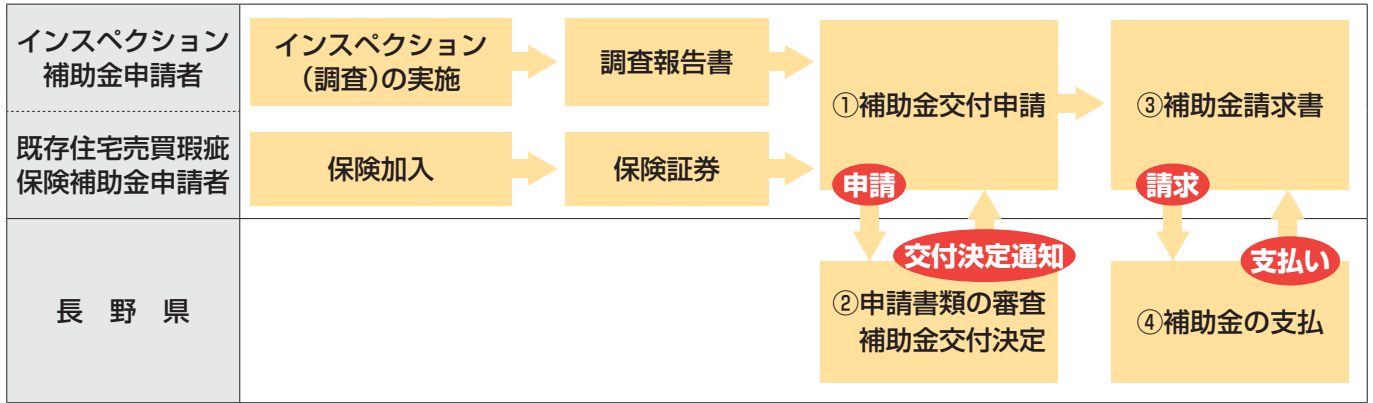 インスペクション
補助金申請者
インスペクション
(調査)の実施
調査報告書
既存住宅売買瑕疵
保険補助金申請者
保険加入
保険証券
①補助金交付申請
③補助金請求書
申請
請求
交付決定通知
支払い
長 野 県
②申請書類の審査
補助金交付決定
④補助金の支払